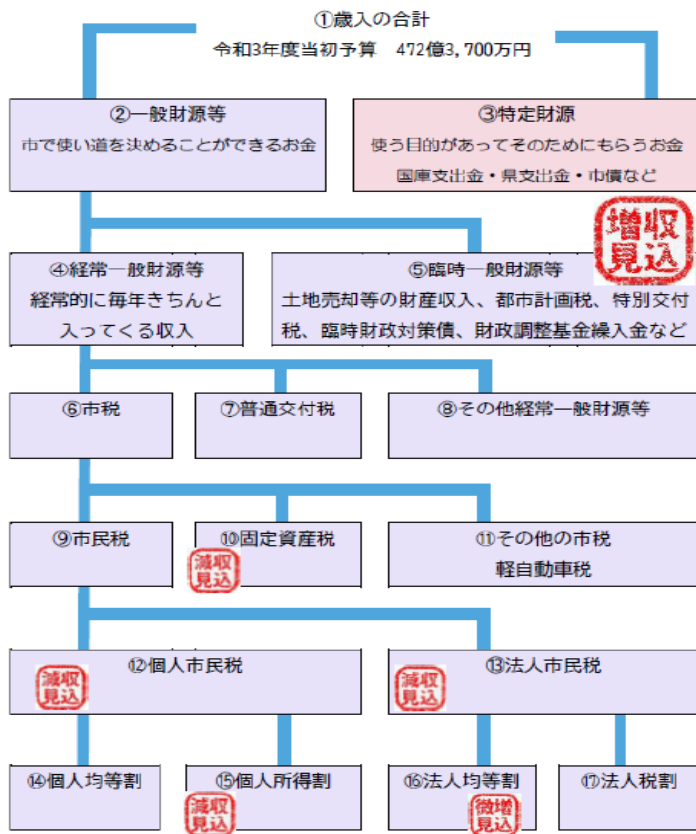 ①歳入の合計
令和3年度当初予算　472億3,700万円
②一般財源等
市で使い道を決めることができるお金
③特定財源
使う目的があってそのためにもらうお金
国庫支出金・県支出金・市債など
増収
見込
④経常一般財源等
経常的に毎年きちんと
入ってくる収入
⑤臨時一般財源等
土地売却等の財産収入、都市計画税、特別交付
税、臨時財政対策債、財政調整基金繰入金など
⑥市税
⑦普通交付税
⑧その他経常一般財源等
⑨市民税
⑩固定資産税
減収
見込
⑪その他の市税
軽自動車税
⑫個人市民税
減収
見込
⑬法人市民税
減収
見込
⑭個人均等割
⑮個人所得割
減収
見込
⑯法人均等割
微増
見込
⑰法人税割